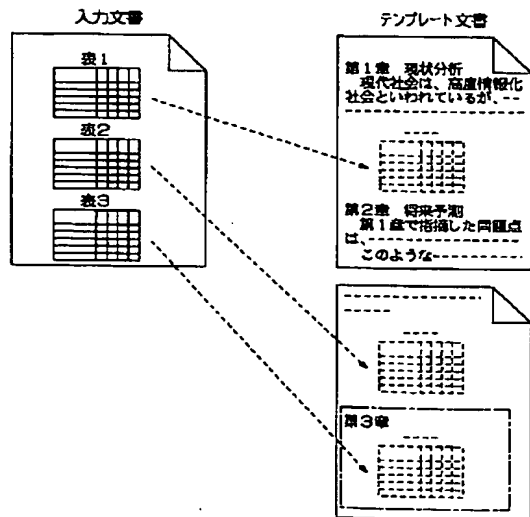 入力文書
表1
表2
表3
テンプレート文書
第1章 現状分析
現代社会は、高度情報化
社会といわれているが、--
第2章 将来予測
第1章で指摘した問題点
は、
このような
第3章